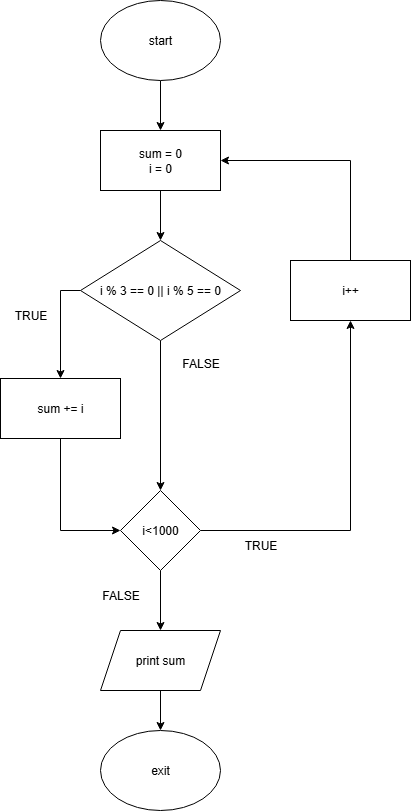 start
sum = 0
i = 0
i % 3 == 0 || i % 5 == 0
i++
TRUE
FALSE
sum += i
i<1000
TRUE
FALSE
print sum
exit